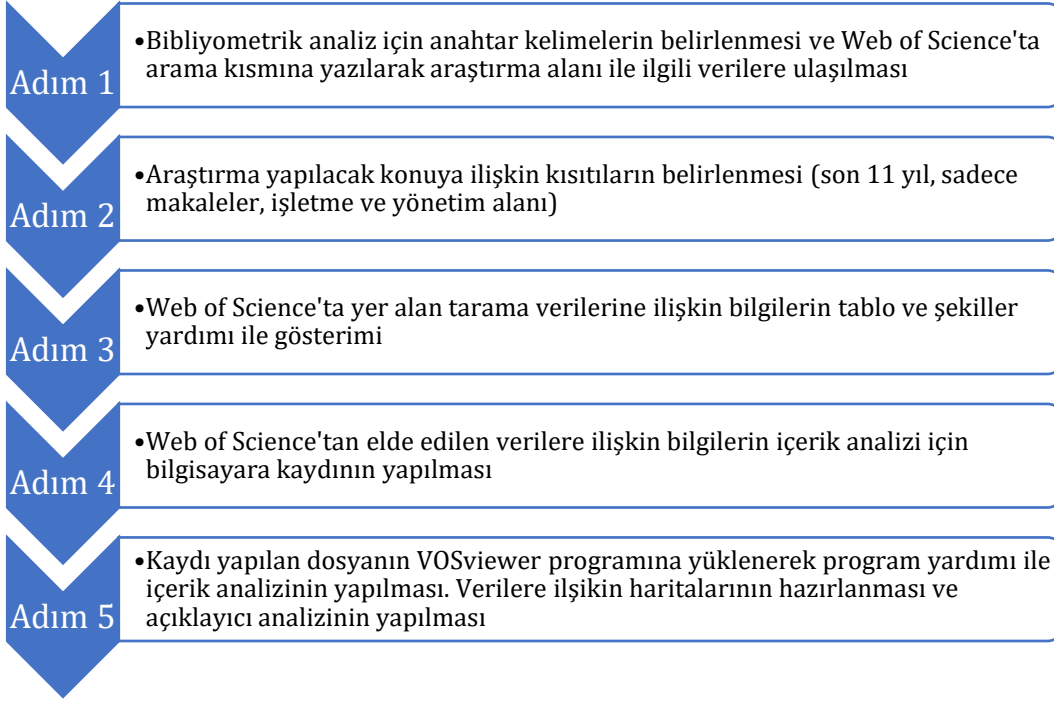 Adım 1
•Bibliyometrik analiz için anahtar kelimelerin belirlenmesi ve Web of Science'ta
arama kısmına yazılarak araştırma alanı ile ilgili verilere ulaşılması
Adım 2
•Araştırma yapılacak konuya ilişkin kısıtıların belirlenmesi (son 11 yıl, sadece
makaleler, işletme ve yönetim alanı)
Adım 3
•Web of Science'ta yer alan tarama verilerine ilişkin bilgilerin tablo ve şekiller
yardımı ile gösterimi
Adım 4
•Web of Science'tan elde edilen verilere ilişkin bilgilerin içerik analizi için
bilgisayara kaydının yapılması
Adım 5
•Kaydı yapılan dosyanın VOSviewer programına yüklenerek program yardımı ile
içerik analizinin yapılması. Verilere ilşikin haritalarının hazırlanması ve
açıklayıcı analizinin yapılması